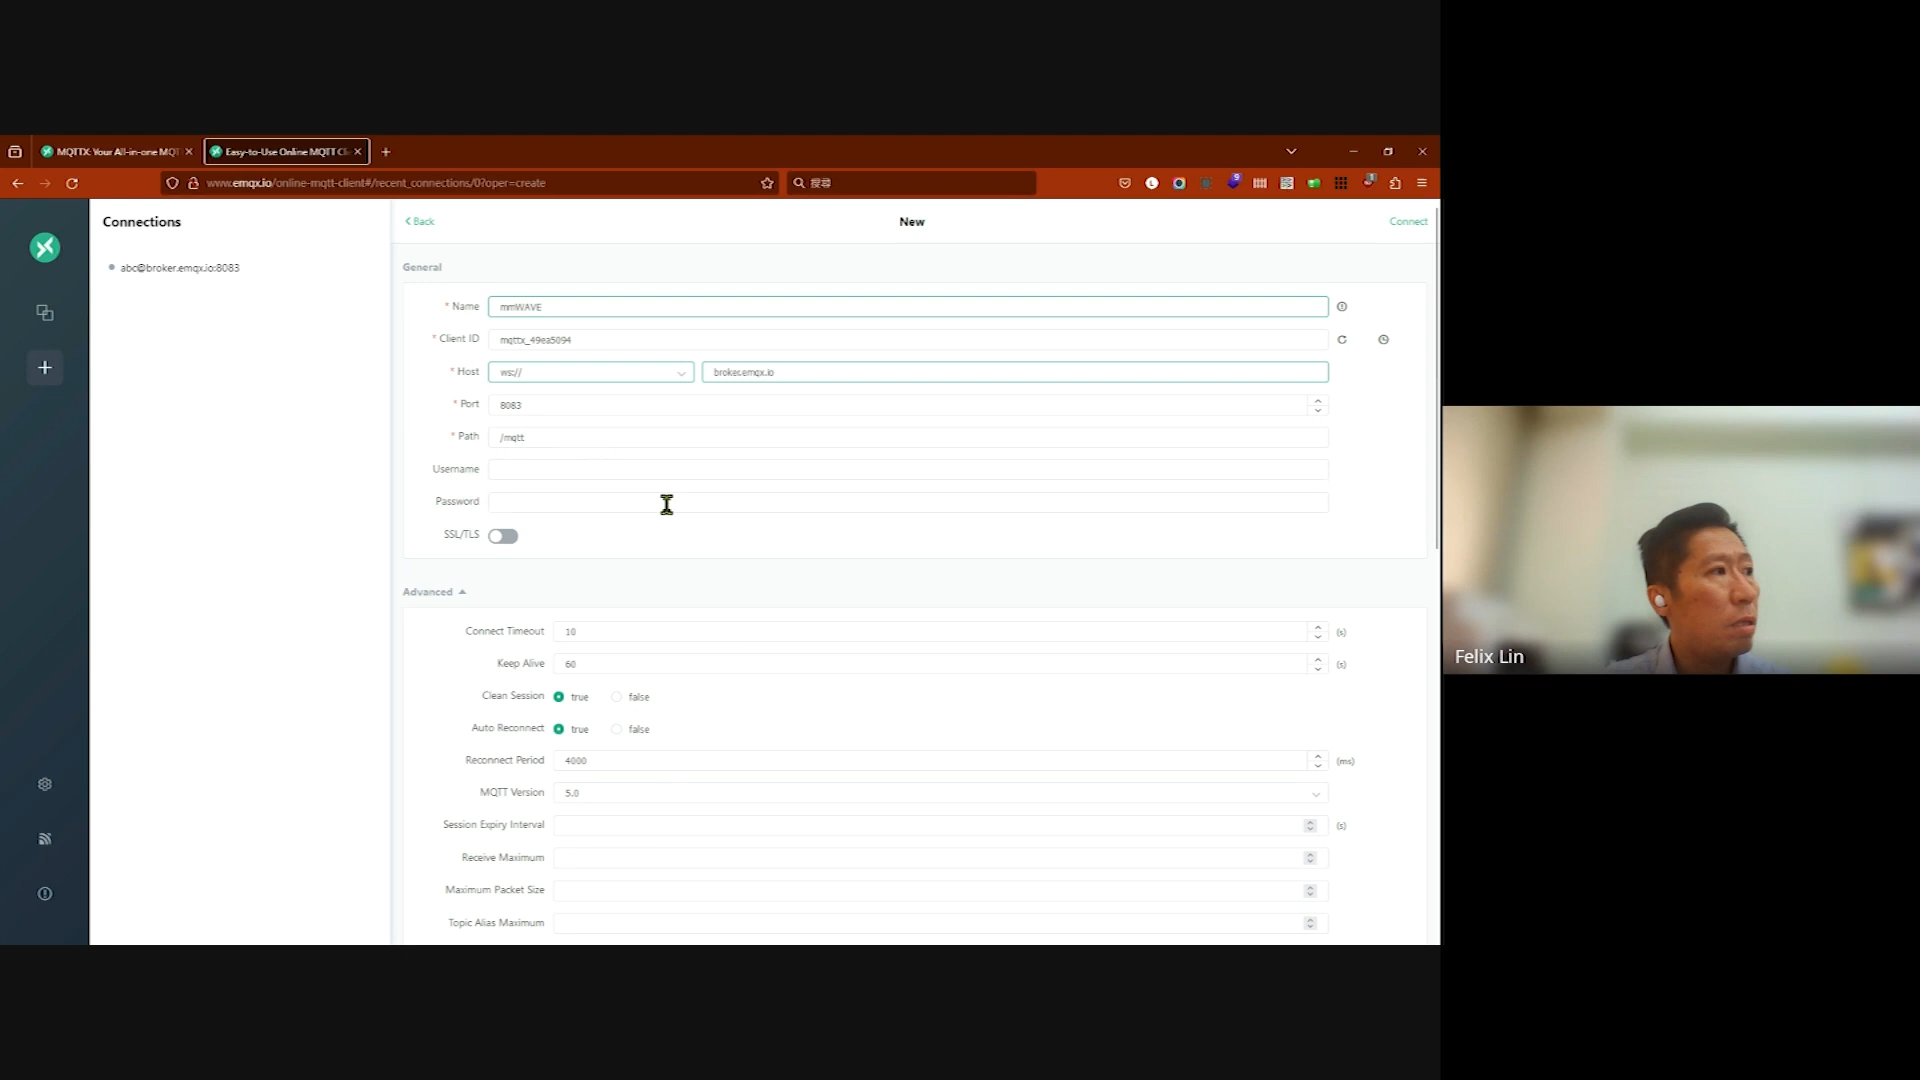 MQTTX: Your All-in-one MQT
Easy-to-Use Online MQTT Cli
www.emqx.io/online-mqtt-client#/recent_connections/0?oper=create
搜尋
Connections
Back
New
Connect
abc@broker.emqx.io:8083
General
* Name mmWAVE
* Client ID mqttx_49ea5094
* Host ws:// broker.emqx.io
* Port 8083
* Path /mqtt
Username
Password
SSL/TLS
Advanced
Connect Timeout 10 (s)
Keep Alive 60 (s)
Clean Session true false
Auto Reconnect true false
Reconnect Period 4000 (ms)
MQTT Version 5.0
Session Expiry Interval (s)
Receive Maximum
Maximum Packet Size
Topic Alias Maximum
Felix Lin